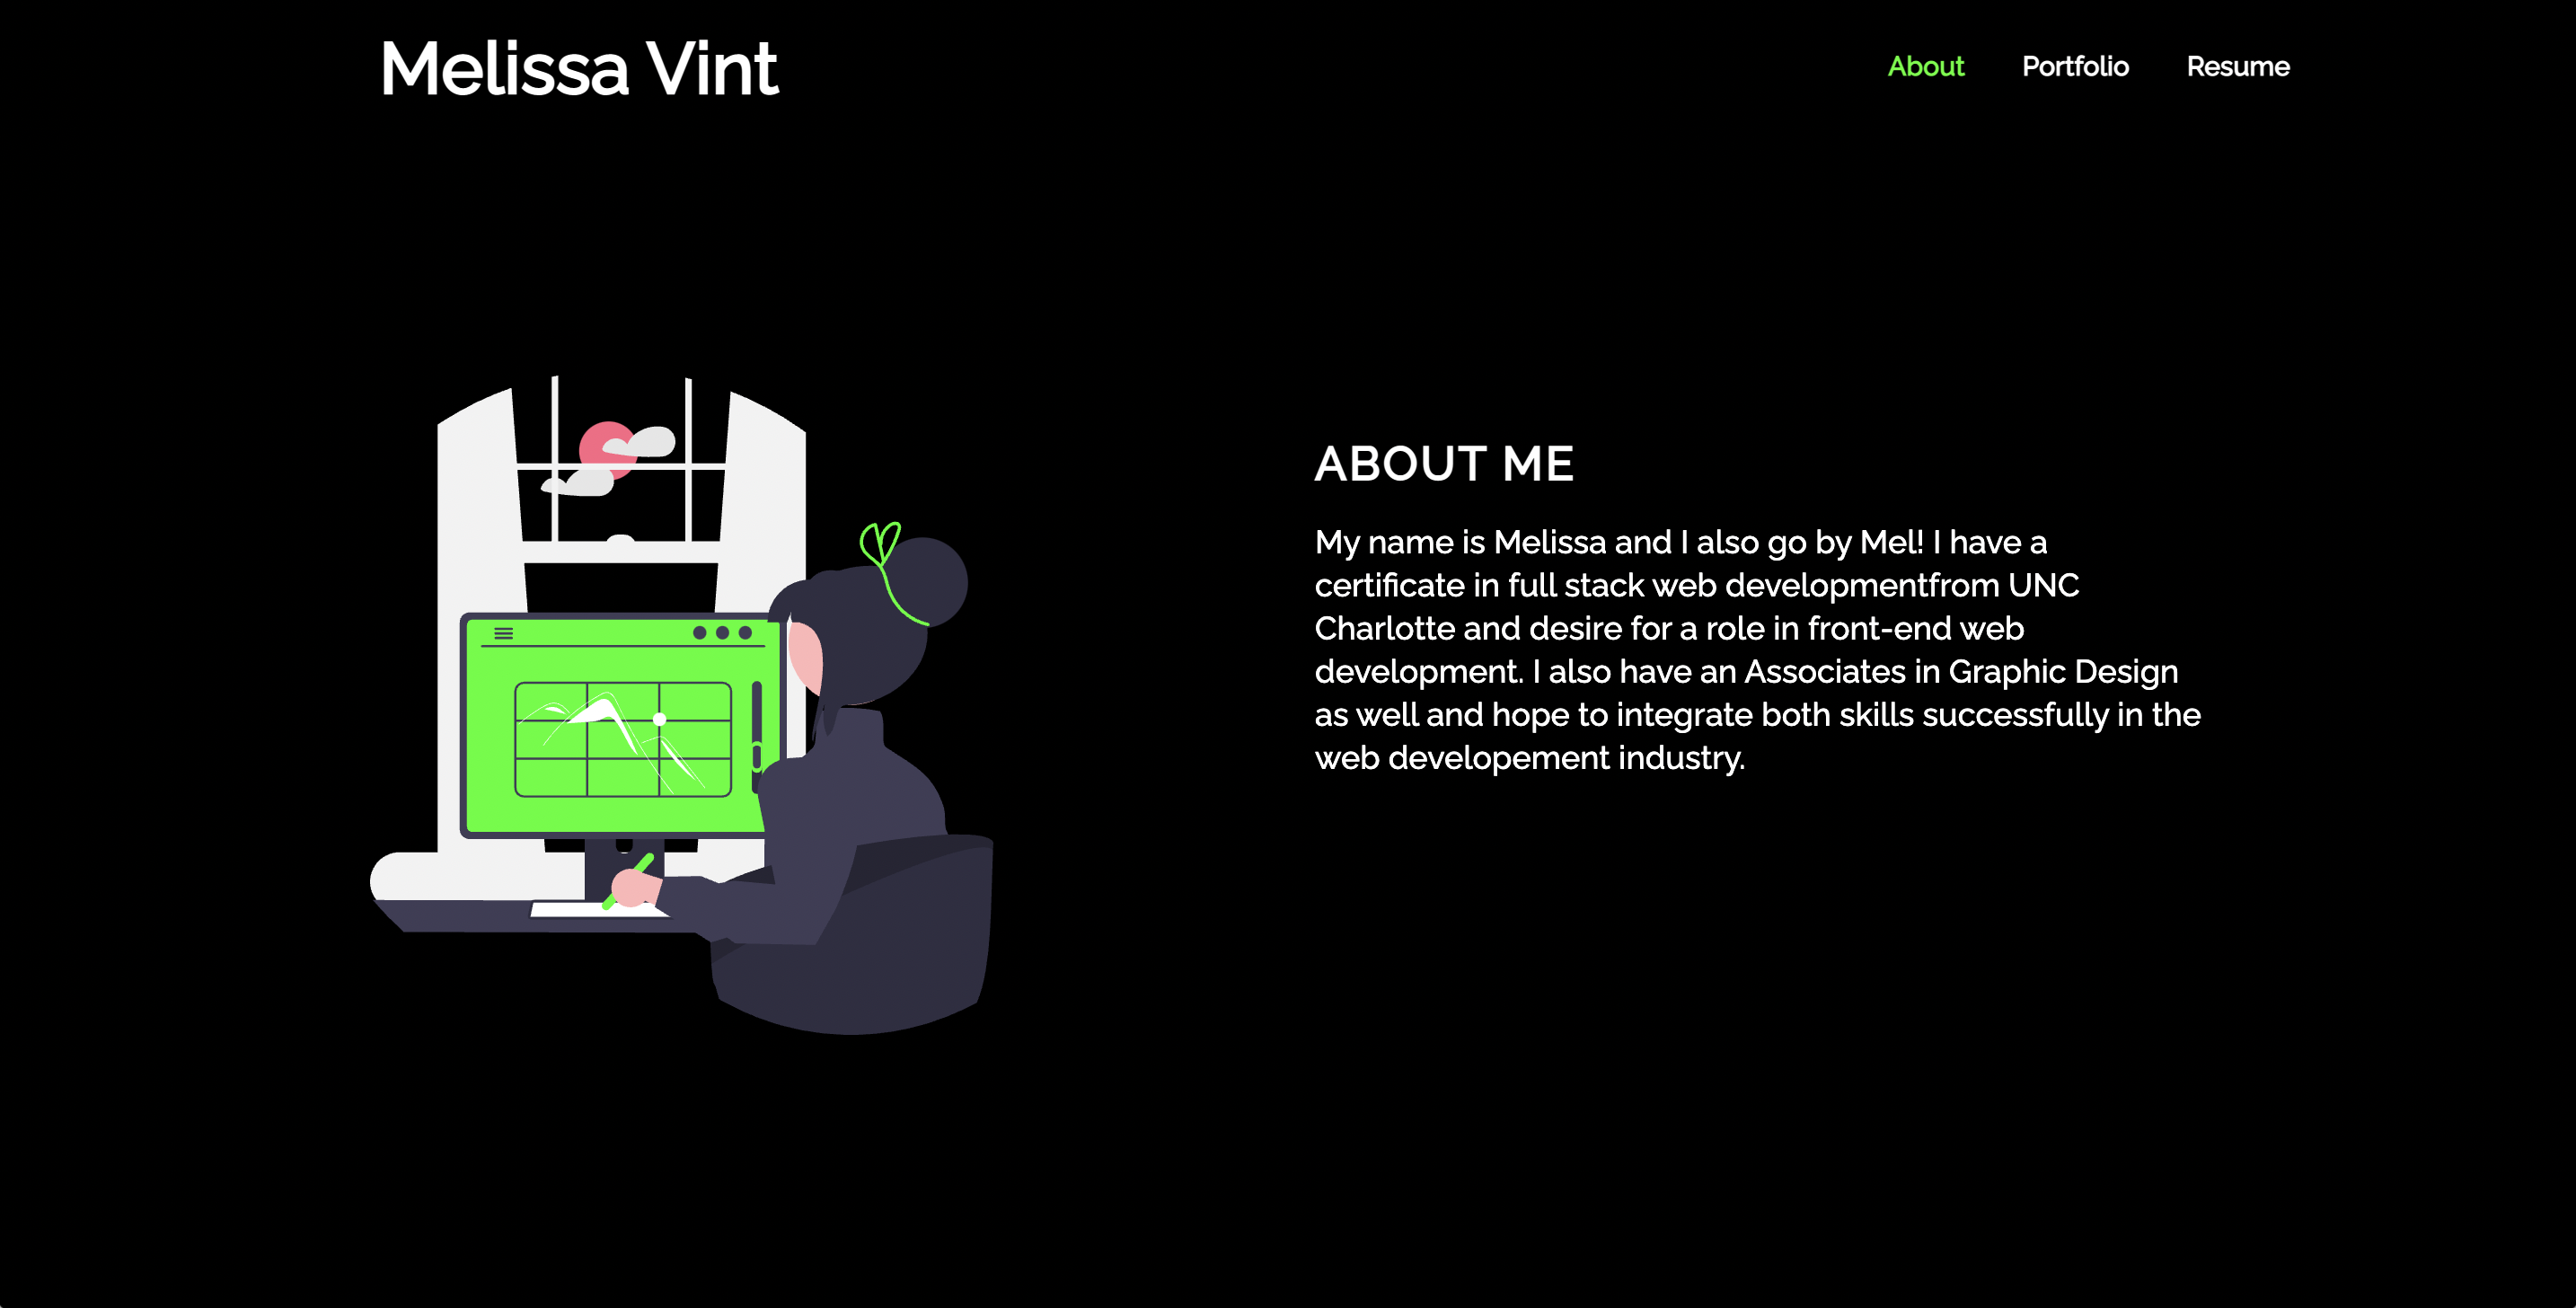 Melissa Vint
About Portfolio Resume
ABOUT ME
My name is Melissa and I also go by Mel! I have a
certificate in full stack web developmentfrom UNC
Charlotte and desire for a role in front-end web
development. I also have an Associates in Graphic Design
as well and hope to integrate both skills successfully in the
web developement industry.